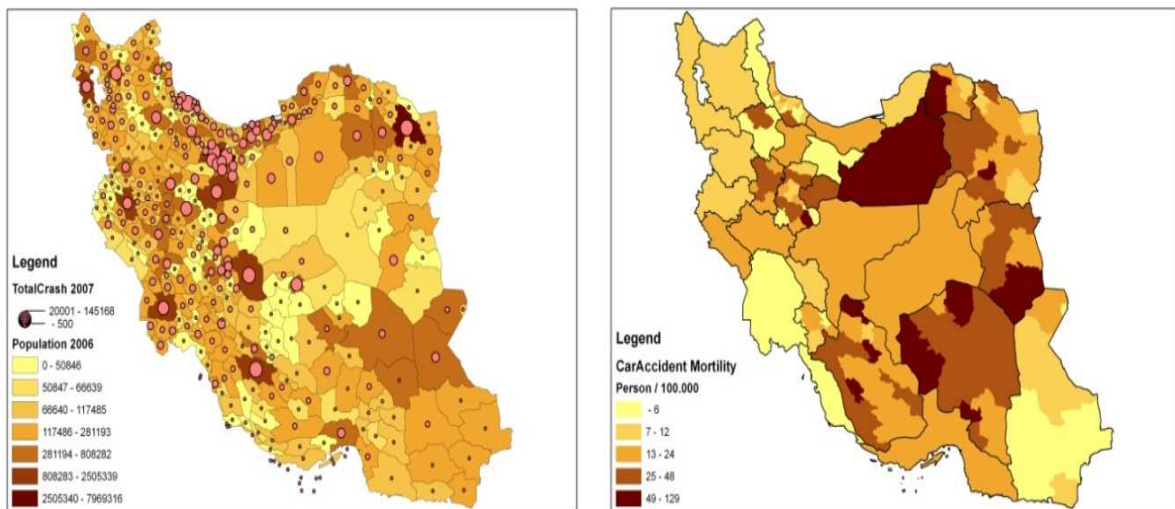 Legend
TotalCrash 2007
20001 - 145168
- 500
Population 2006
0 - 50846
50847 - 66639
66640 - 117485
117486 - 281193
281194 - 808282
808283 - 2505339
2505340 - 7969316
Legend
CarAccident Mortility
Person / 100.000
- 6
7 - 12
13 - 24
25 - 48
49 - 129